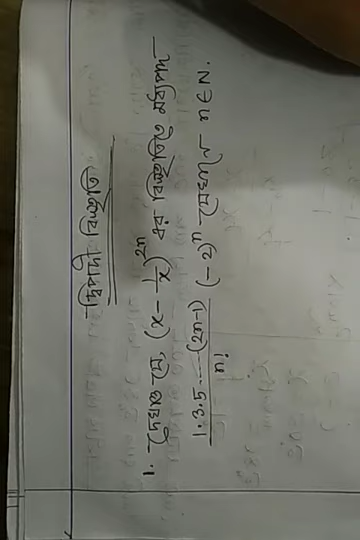 দ্বিপদী বিস্তৃতি
1. দেখাও যে, (x - 1/x)^2n এর বিস্তৃতির মধ্যপদ
1.3.5....(2n-1)/n! (-2)^n যেখানে n∈N.